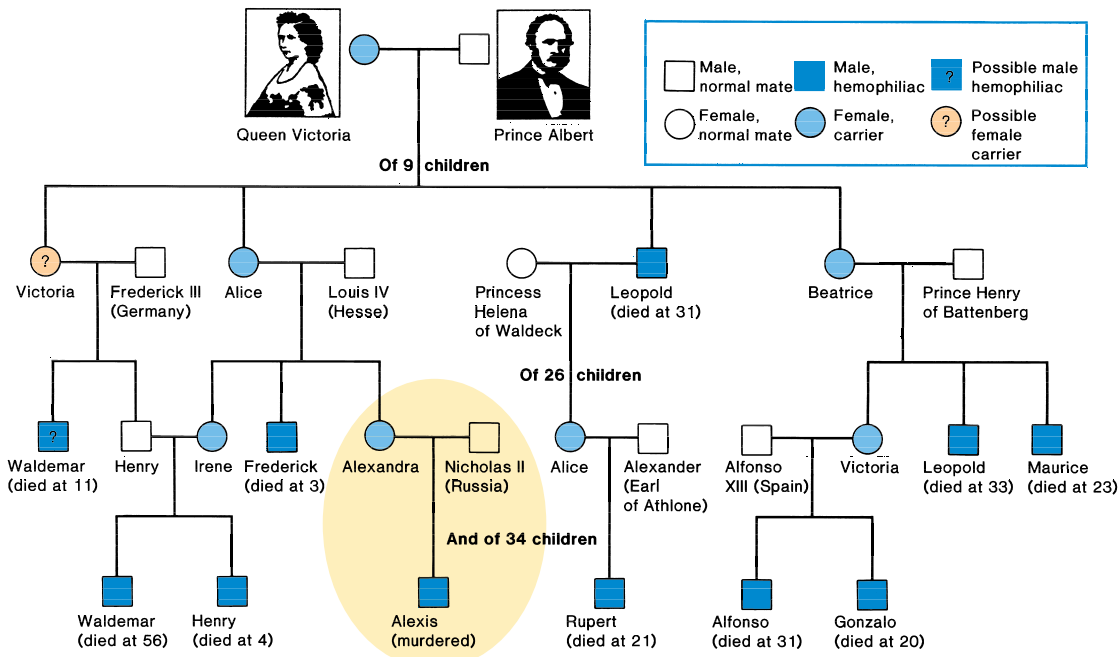 Queen Victoria
Prince Albert
Male,
normal mate
Male,
hemophiliac
?
Possible male
hemophiliac
Female,
normal mate
Female,
carrier
?
Possible
female
carrier
Of 9 children
?
Victoria
Frederick III
(Germany)
Alice
Louis IV
(Hesse)
Princess
Helena
of Waldeck
Leopold
(died at 31)
Beatrice
Prince Henry
of Battenberg
Of 26 children
?
Waldemar
(died at 11)
Henry
Irene
Frederick
(died at 3)
Alexandra
Nicholas II
(Russia)
Alice
Alexander
(Earl
of Athlone)
Alfonso
XIII (Spain)
Victoria
Leopold
(died at 33)
Maurice
(died at 23)
And of 34 children
Waldemar
(died at 56)
Henry
(died at 4)
Alexis
(murdered)
Rupert
(died at 21)
Alfonso
(died at 31)
Gonzalo
(died at 20)